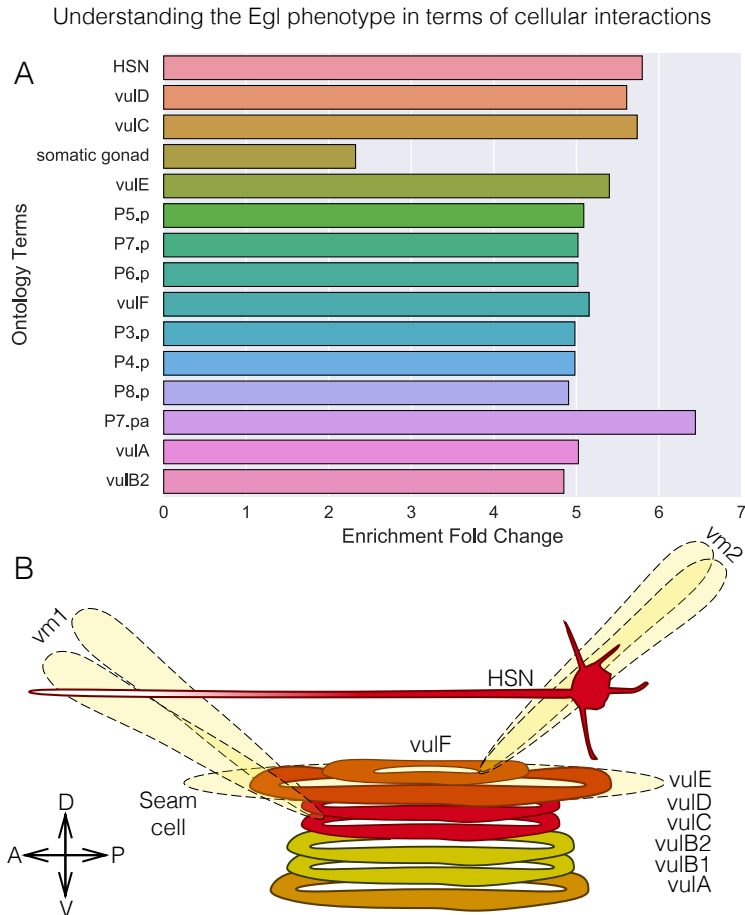 Understanding the Egl phenotype in terms of cellular interactions
A
Ontology Terms
HSN
vulD
vulC
somatic gonad
vulE
P5.p
P7.p
P6.p
vulF
P3.p
P4.p
P8.p
P7.pa
vulA
vulB2
0 1 2 3 4 5 6 7
Enrichment Fold Change
B
vm1
vm2
HSN
vulF
Seam
cell
vulE
vulD
vulC
vulB2
vulB1
vulA
D
A P
V